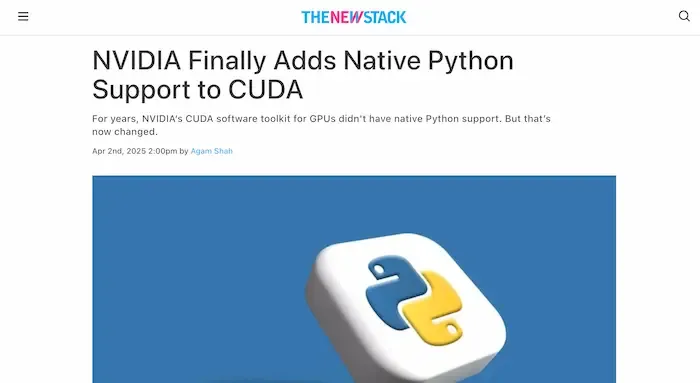 THENEWSTACK
NVIDIA Finally Adds Native Python
Support to CUDA
For years, NVIDIA's CUDA software toolkit for GPUs didn't have native Python support. But that's
now changed.
Apr 2nd, 2025 2:00pm by Agam Shah